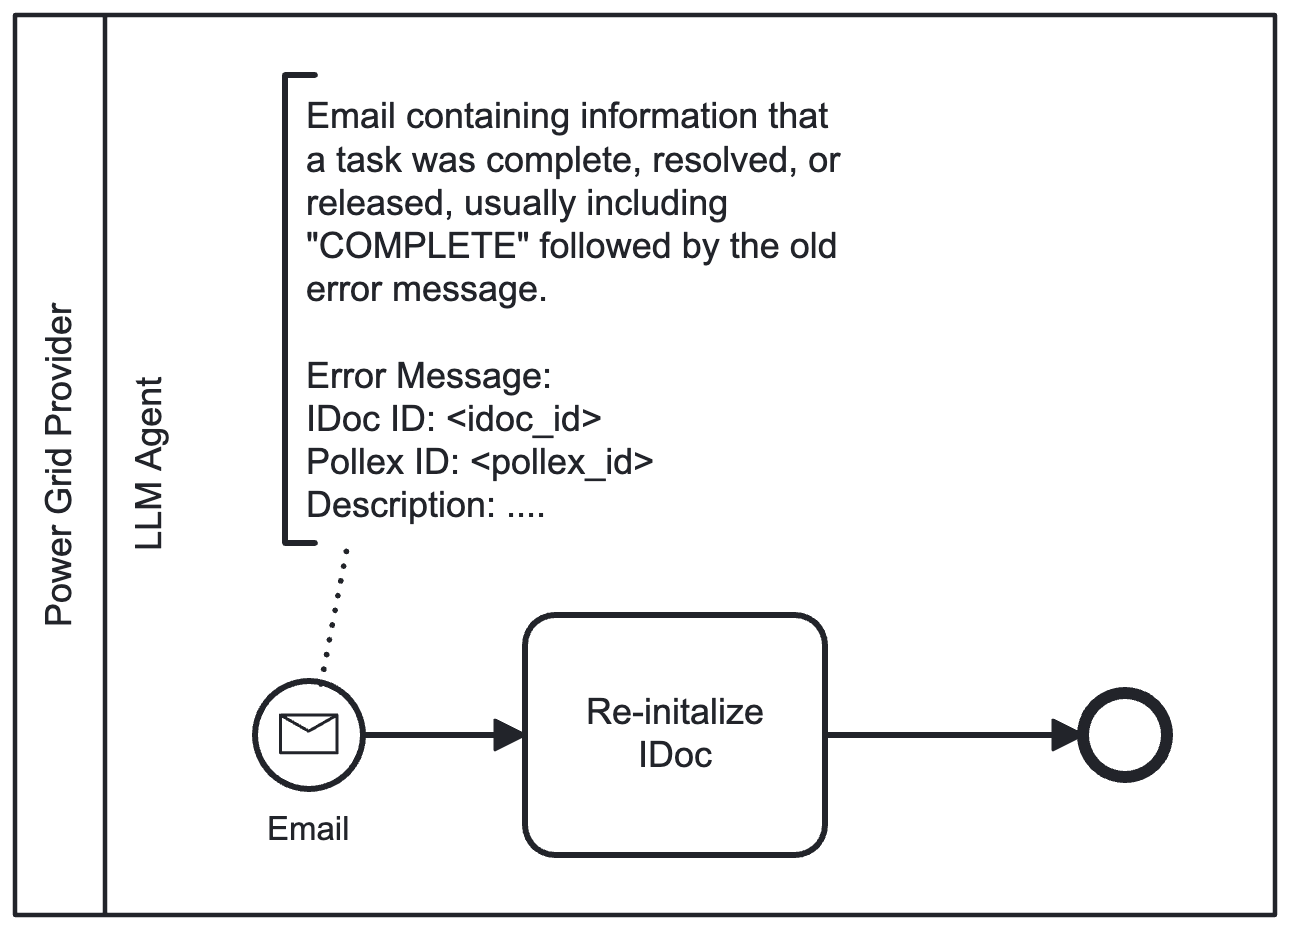 Power Grid Provider
LLM Agent
Email containing information that
a task was complete, resolved, or
released, usually including
"COMPLETE" followed by the old
error message.
Error Message:
IDoc ID: <idoc_id>
Pollex ID: <pollex_id>
Description: ....
Email
Re-initalize
IDoc